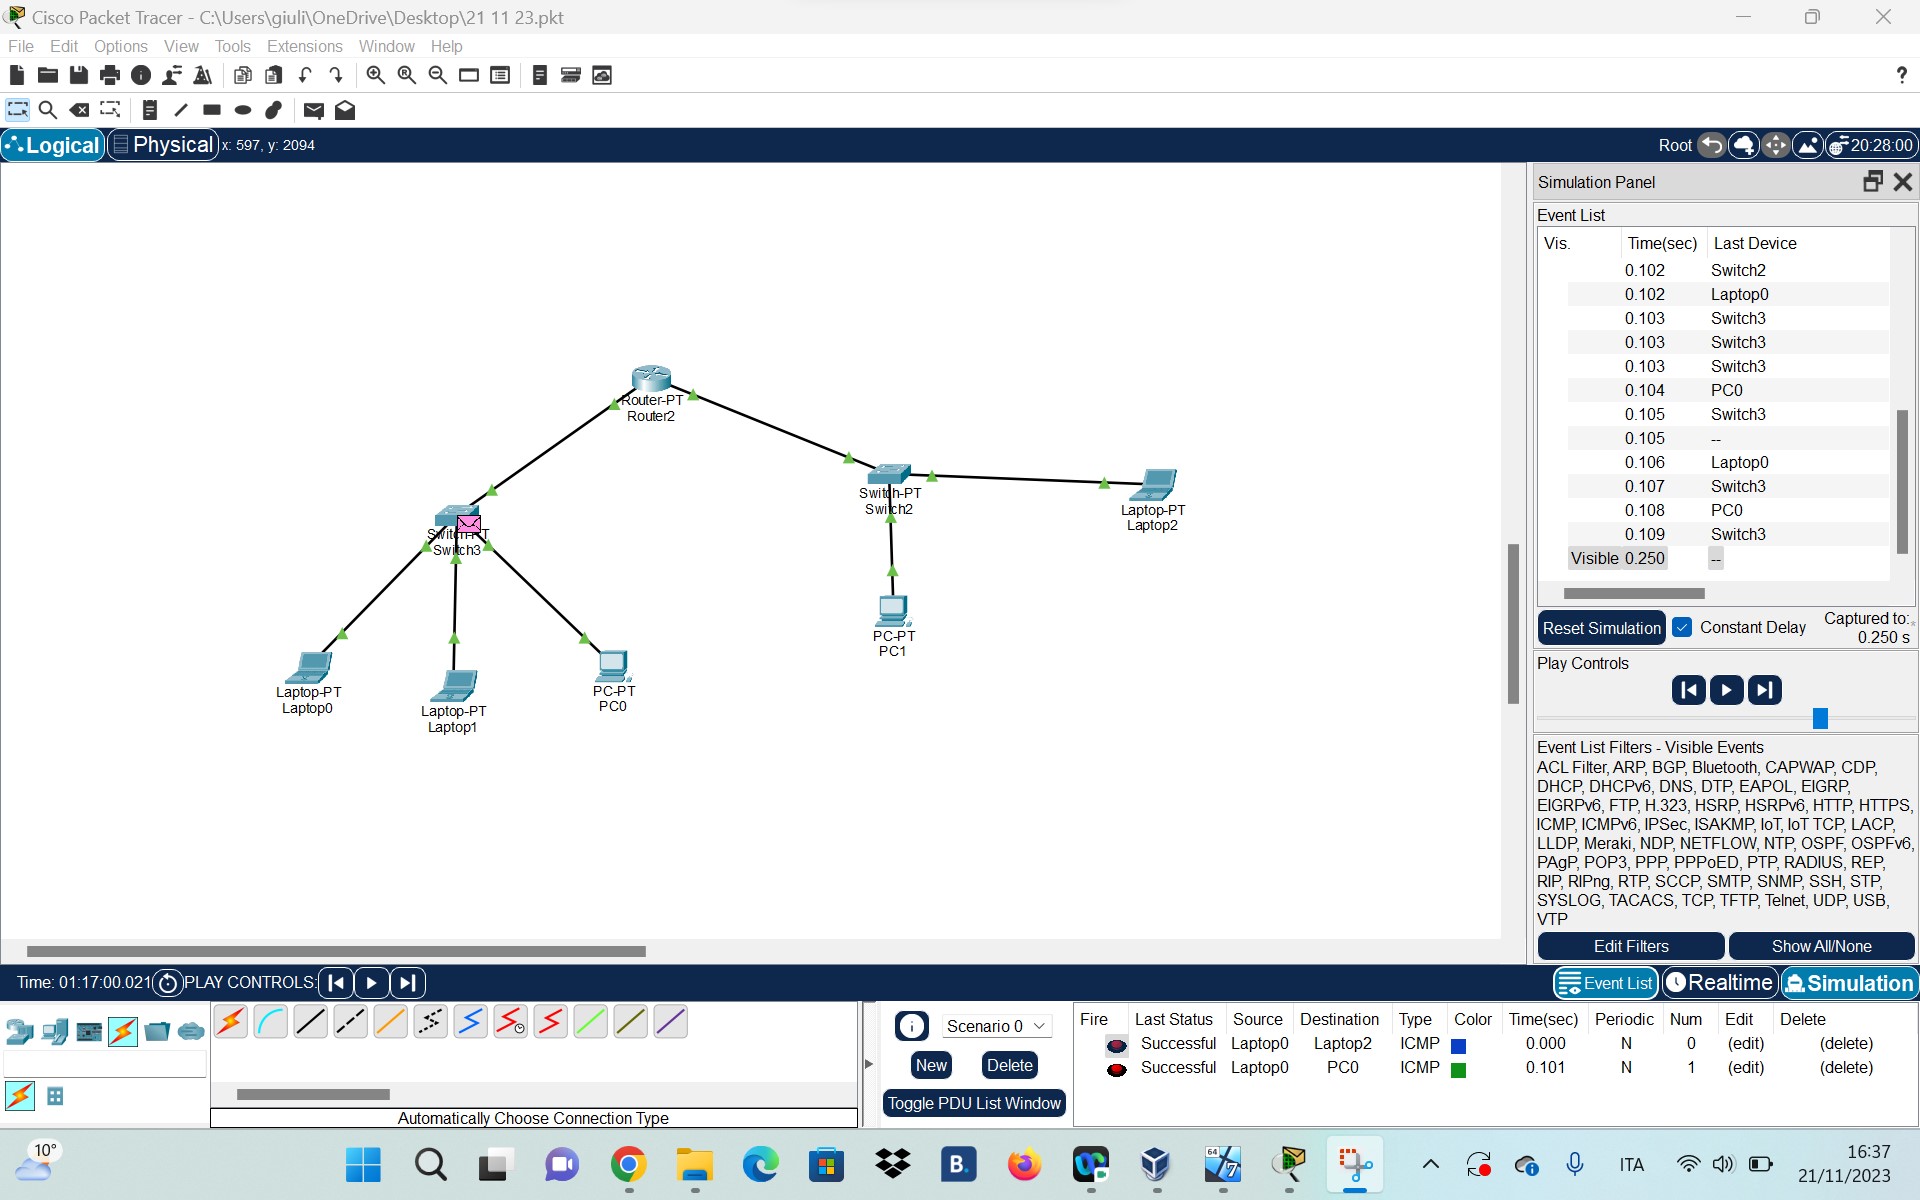 Cisco Packet Tracer - C:\Users\giuli\OneDrive\Desktop\21 11 23.pkt
File Edit Options View Tools Extensions Window Help
?
Logical Physical x: 597, y: 2094 Root 20:28:00
Simulation Panel
Event List
Vis. Time(sec) Last Device
0.102 Switch2
0.102 Laptop0
0.103 Switch3
0.103 Switch3
0.103 Switch3
0.104 PC0
0.105 Switch3
0.105 --
0.106 Laptop0
0.107 Switch3
0.108 PC0
0.109 Switch3
Visible 0.250 --
Reset Simulation Constant Delay Captured to:*
0.250 s
Play Controls
Event List Filters - Visible Events
ACL Filter, ARP, BGP, Bluetooth, CAPWAP, CDP,
DHCP, DHCPv6, DNS, DTP, EAPOL, EIGRP,
EIGRPv6, FTP, H.323, HSRP, HSRPv6, HTTP, HTTPS,
ICMP, ICMPv6, IPSec, ISAKMP, IoT, IoT TCP, LACP,
LLDP, Meraki, NDP, NETFLOW, NTP, OSPF, OSPFv6,
PAgP, POP3, PPP, PPPoED, PTP, RADIUS, REP,
RIP, RIPng, RTP, SCCP, SMTP, SNMP, SSH, STP,
SYSLOG, TACACS, TCP, TFTP, Telnet, UDP, USB,
VTP
Edit Filters Show All/None
Router-PT
Router2
Switch-PT
Switch2
Laptop-PT
Laptop2
Switch-PT
Switch3
PC-PT
PC1
Laptop-PT
Laptop0
Laptop-PT
Laptop1
PC-PT
PC0
Time: 01:17:00.021 PLAY CONTROLS: Event List Realtime Simulation
Scenario 0
New Delete
Toggle PDU List Window
Automatically Choose Connection Type
Fire Last Status Source Destination Type Color Time(sec) Periodic Num Edit Delete
Successful Laptop0 Laptop2 ICMP 0.000 N 0 (edit) (delete)
Successful Laptop0 PC0 ICMP 0.101 N 1 (edit) (delete)
10°
B.
64
7
ITA
16:37
21/11/2023